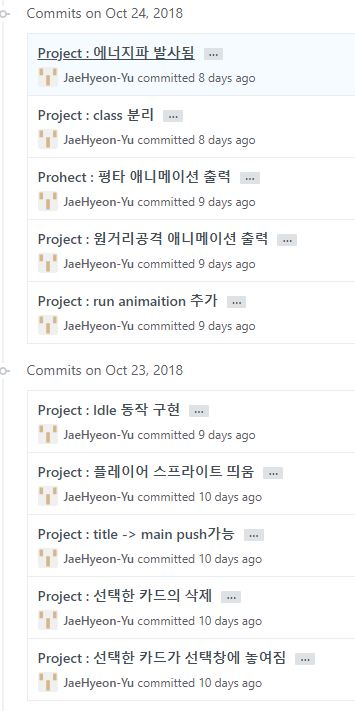 Commits on Oct 24, 2018
Project : 에너지파 발사됨 ...
JaeHyeon-Yu committed 8 days ago
Project : class 분리 ...
JaeHyeon-Yu committed 8 days ago
Prohect : 평타 애니메이션 출력 ...
JaeHyeon-Yu committed 9 days ago
Project : 원거리공격 애니메이션 출력 ...
JaeHyeon-Yu committed 9 days ago
Project : run animaition 추가 ...
JaeHyeon-Yu committed 9 days ago
Commits on Oct 23, 2018
Project : Idle 동작 구현 ...
JaeHyeon-Yu committed 9 days ago
Project : 플레이어 스프라이트 띄움 ...
JaeHyeon-Yu committed 10 days ago
Project : title -> main push가능 ...
JaeHyeon-Yu committed 10 days ago
Project : 선택한 카드의 삭제 ...
JaeHyeon-Yu committed 10 days ago
Project : 선택한 카드가 선택창에 놓여짐 ...
JaeHyeon-Yu committed 10 days ago